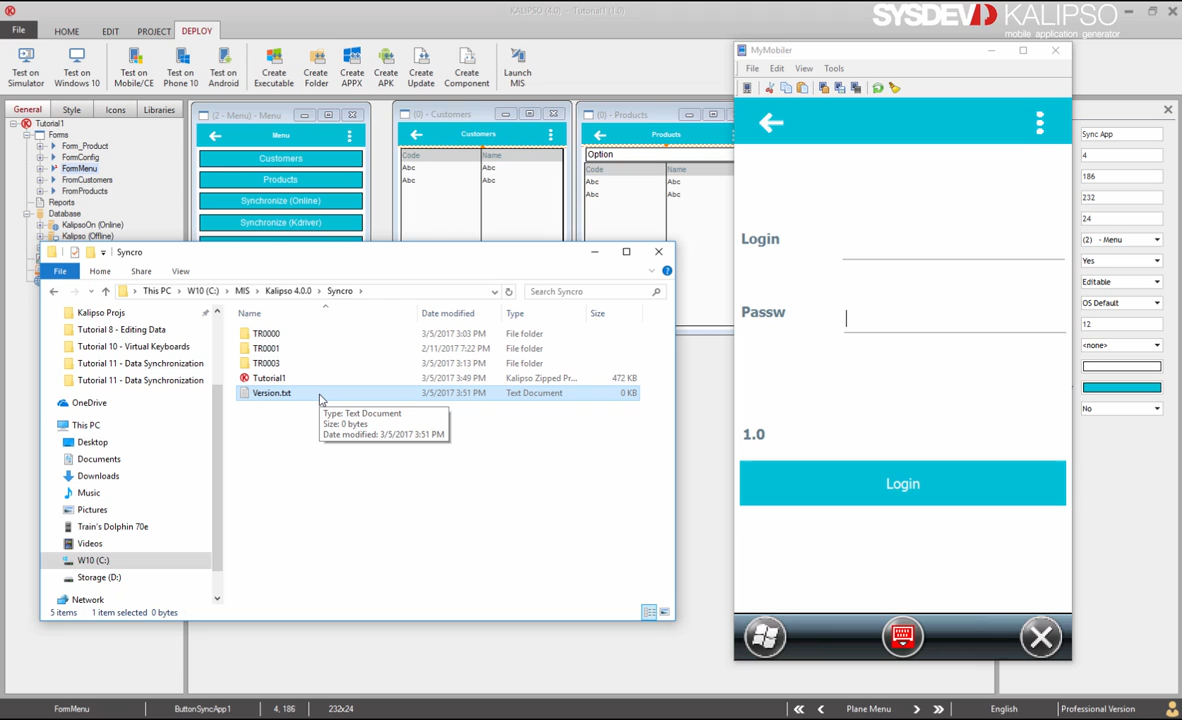 KALIPSO (4.0) - Tutorial1 (1.0)
SYSDEV KALIPSO
mobile application generator
File HOME EDIT PROJECT DEPLOY
Test on Simulator
Test on Windows 10
Test on Mobile/CE
Test on Phone 10
Test on Android
Create Executable
Create Folder
Create APPX
Create APK
Create Update
Create Component
Launch MIS
General Style Icons Libraries
Tutorial1
Forms
Form_Product
FormConfig
FormMenu
FromCustomers
FromProducts
Reports
Database
KalipsoOn (Online)
Kalipso (Offline)
(2 - Menu) - Menu
Menu
Customers
Products
Synchronize (Online)
Synchronize (Kdriver)
(0) - Customers
Customers
Code Name
Abc Abc
Abc Abc
(0) - Products
Products
Option
Code Name
Abc Abc
Abc Abc
Syncro
File Home Share View
This PC > W10 (C:) > MIS > Kalipso 4.0.0 > Syncro >
Search Syncro
Kalipso Projs
Tutorial 8 - Editing Data
Tutorial 10 - Virtual Keyboards
Tutorial 11 - Data Synchronization
Tutorial 11 - Data Synchronization
OneDrive
This PC
Desktop
Documents
Downloads
Music
Pictures
Train's Dolphin 70e
Videos
W10 (C:)
Storage (D:)
Network
Name Date modified Type Size
TR0000 3/5/2017 3:03 PM File folder
TR0001 2/11/2017 7:22 PM File folder
TR0003 3/5/2017 3:13 PM File folder
Tutorial1 3/5/2017 3:49 PM Kalipso Zipped Pr... 472 KB
Version.txt 3/5/2017 3:51 PM Text Document 0 KB
Type: Text Document
Size: 0 bytes
Date modified: 3/5/2017 3:51 PM
5 items 1 item selected 0 bytes
MyMobiler
File Edit View Tools
Login
Passw
1.0
Login
Sync App
4
186
232
24
(2) - Menu
Yes
Editable
OS Default
12
<none>
No
FormMenu ButtonSyncApp1 4, 186 232x24 Plane Menu English Professional Version